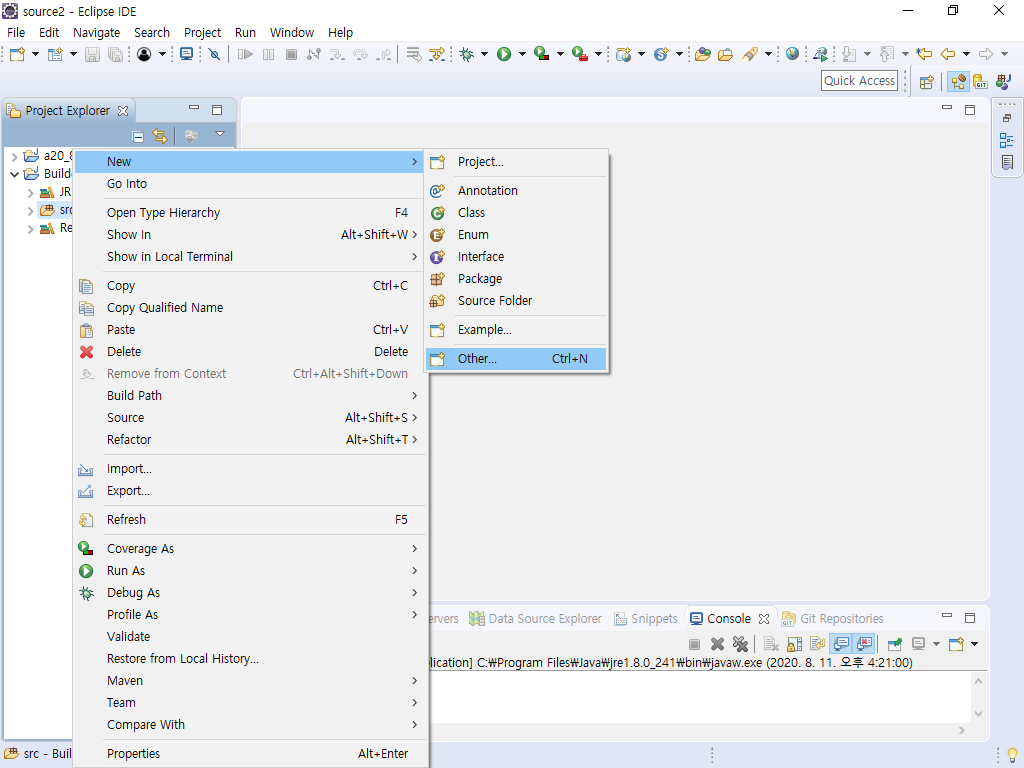 source2 - Eclipse IDE
File Edit Navigate Search Project Run Window Help
Quick Access
Project Explorer
a20_8
Build
JR
src
Re
New
Go Into
Open Type Hierarchy F4
Show In Alt+Shift+W
Show in Local Terminal
Copy Ctrl+C
Copy Qualified Name
Paste Ctrl+V
Delete Delete
Remove from Context Ctrl+Alt+Shift+Down
Build Path
Source Alt+Shift+S
Refactor Alt+Shift+T
Import...
Export...
Refresh F5
Coverage As
Run As
Debug As
Profile As
Validate
Restore from Local History...
Maven
Team
Compare With
Properties Alt+Enter
Project...
Annotation
Class
Enum
Interface
Package
Source Folder
Example...
Other... Ctrl+N
ervers Data Source Explorer Snippets Console Git Repositories
lication] C:₩Program Files₩Java₩jre1.8.0_241₩bin₩javaw.exe (2020. 8. 11. 오후 4:21:00)
src - Buil